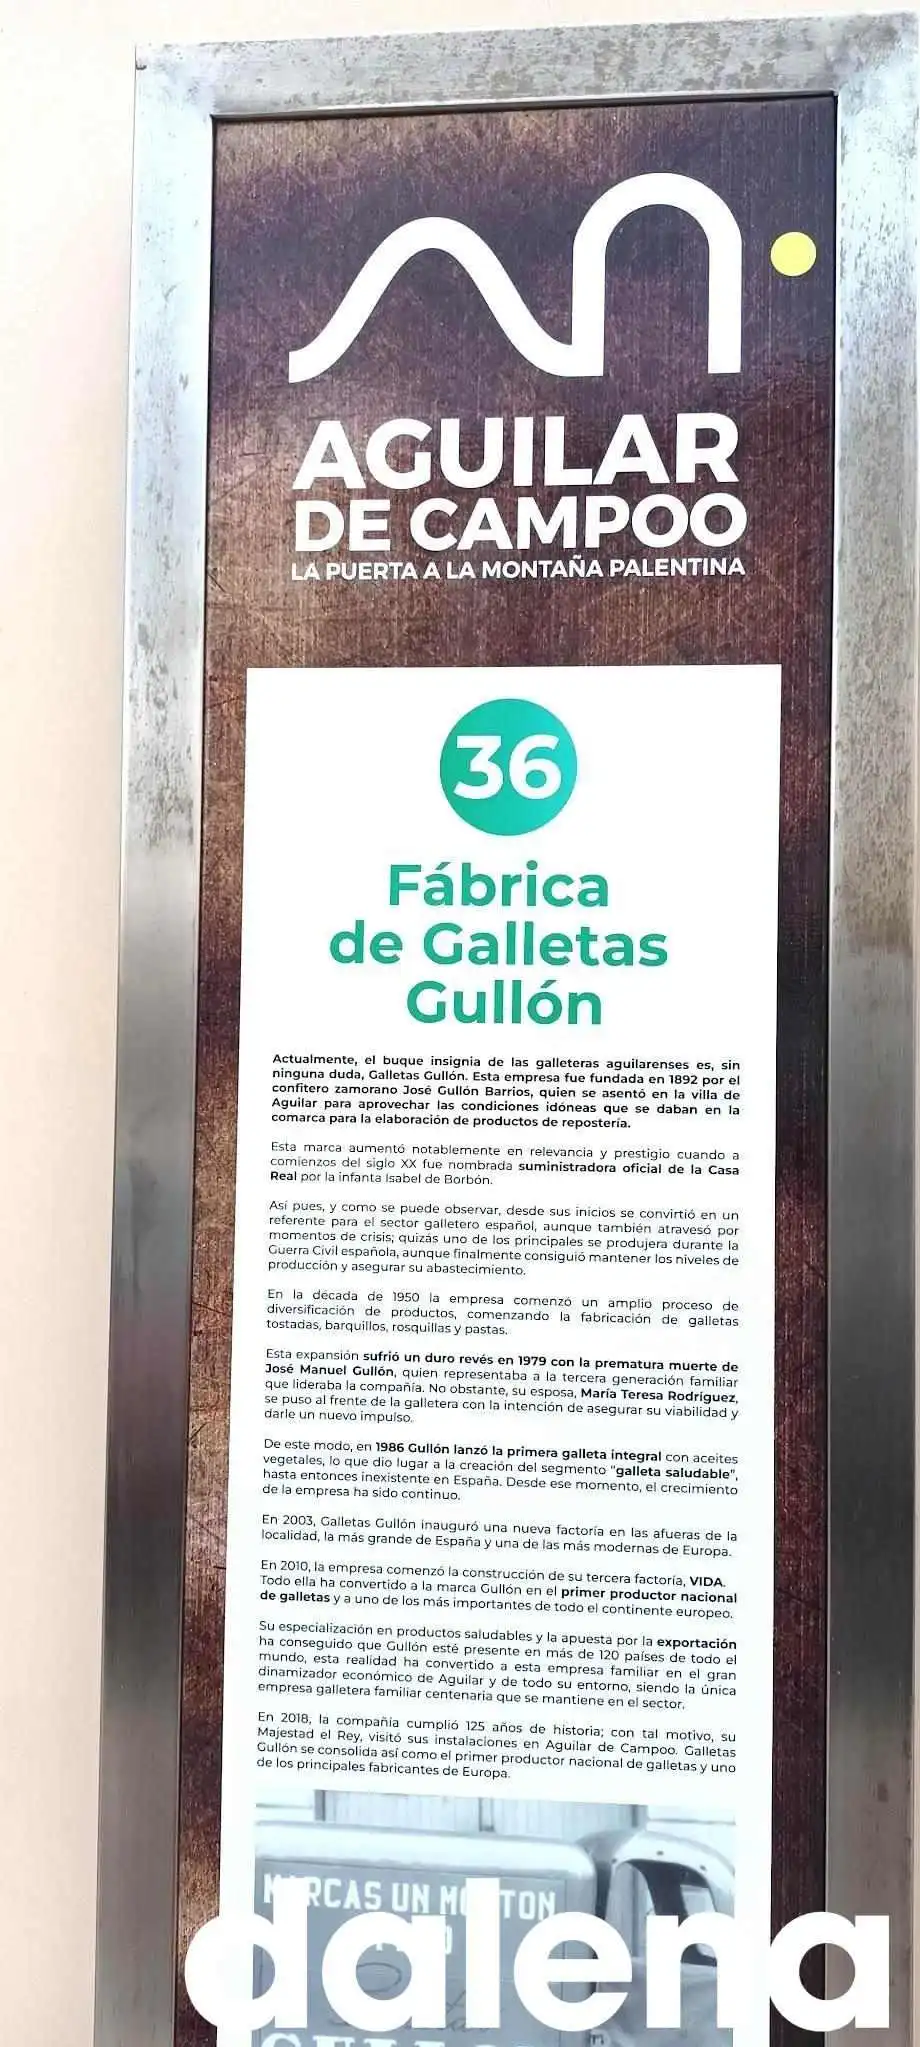 AGUILAR
DE CAMPOO
LA PUERTA A LA MONTAÑA PALENTINA
36
Fábrica
de Galletas
Gullón
Actualmente, el buque insignia de las galleteras aguilarenses es, sin
ninguna duda, Galletas Gullón. Esta empresa fue fundada en 1892 por el
confitero zamorano José Gullón Barrios, quien se asentó en la villa de
Aguilar para aprovechar las condiciones idóneas que se daban en la
comarca para la elaboración de productos de repostería.
Esta marca aumentó notablemente en relevancia y prestigio cuando a
comienzos del siglo XX fue nombrada suministradora oficial de la Casa
Real por la infanta Isabel de Borbón.
Así pues, y como se puede observar, desde sus inicios se convirtió en un
referente para el sector galletero español, aunque también atravesó por
momentos de crisis; quizás uno de los principales se produjera durante la
Guerra Civil española, aunque finalmente consiguió mantener los niveles de
producción y asegurar su abastecimiento.
En la década de 1950 la empresa comenzó un amplio proceso de
diversificación de productos, comenzando la fabricación de galletas
tostadas, barquillos, rosquillas y pastas.
Esta expansión sufrió un duro revés en 1979 con la prematura muerte de
José Manuel Gullón, quien representaba a la tercera generación familiar
que lideraba la compañía. No obstante, su esposa, María Teresa Rodríguez,
se puso al frente de la galletera con la intención de asegurar su viabilidad y
darle un nuevo impulso.
De este modo, en 1986 Gullón lanzó la primera galleta integral con aceites
vegetales, lo que dio lugar a la creación del segmento "galleta saludable",
hasta entonces inexistente en España. Desde ese momento, el crecimiento
de la empresa ha sido continuo.
En 2003, Galletas Gullón inauguró una nueva factoría en las afueras de la
localidad, la más grande de España y una de las más modernas de Europa.
En 2010, la empresa comenzó la construcción de su tercera factoría, VIDA.
Todo ella ha convertido a la marca Gullón en el primer productor nacional
de galletas y a uno de los más importantes de todo el continente europeo.
Su especialización en productos saludables y la apuesta por la exportación
ha conseguido que Gullón esté presente en más de 120 países de todo el
mundo, esta realidad ha convertido a esta empresa familiar en el gran
dinamizador económico de Aguilar y de todo su entorno, siendo la única
empresa galletera familiar centenaria que se mantiene en el sector.
En 2018, la compañía cumplió 125 años de historia; con tal motivo, su
Majestad el Rey, visitó sus instalaciones en Aguilar de Campoo. Galletas
Gullón se consolida así como el primer productor nacional de galletas y uno
de los principales fabricantes de Europa.
MARCAS UN
dalena